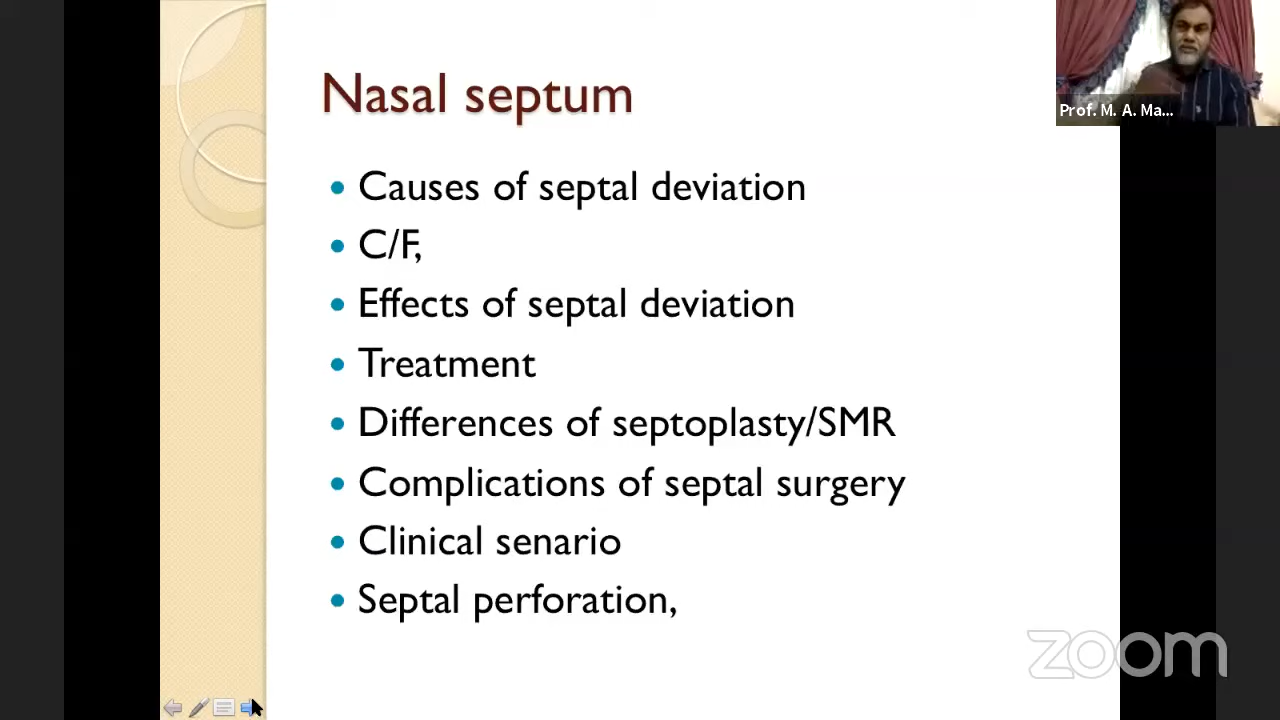 Nasal septum
Causes of septal deviation
C/F,
Effects of septal deviation
Treatment
Differences of septoplasty/SMR
Complications of septal surgery
Clinical senario
Septal perforation,
Prof. M. A. Ma...
zoom